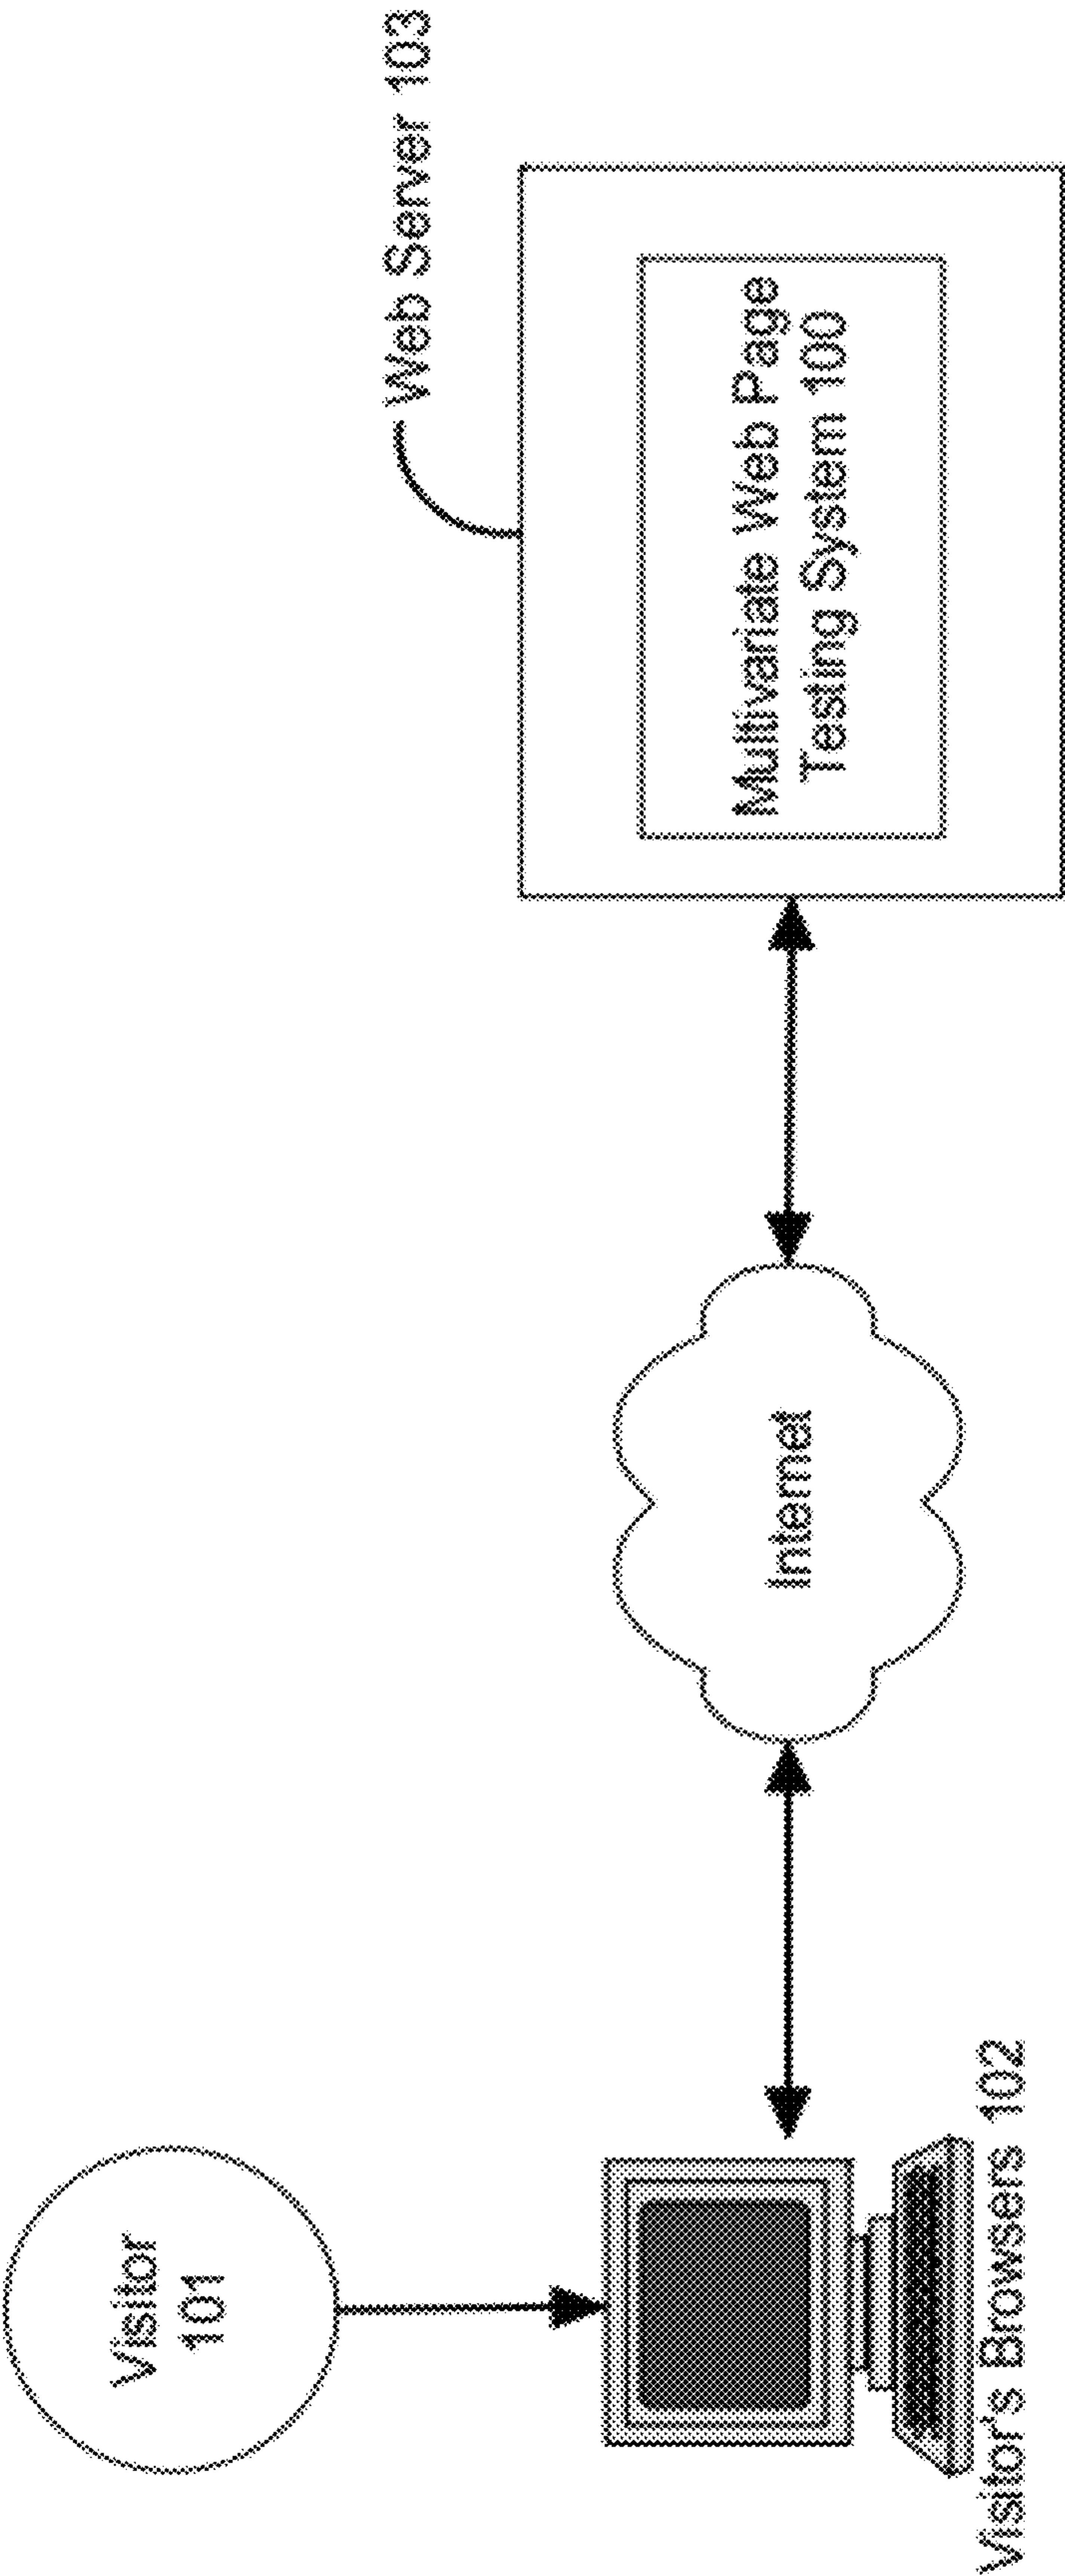 Visitor
101
Visitor's Browsers 102
Internet
Web Server 103
Multivariate Web Page
Testing System 100